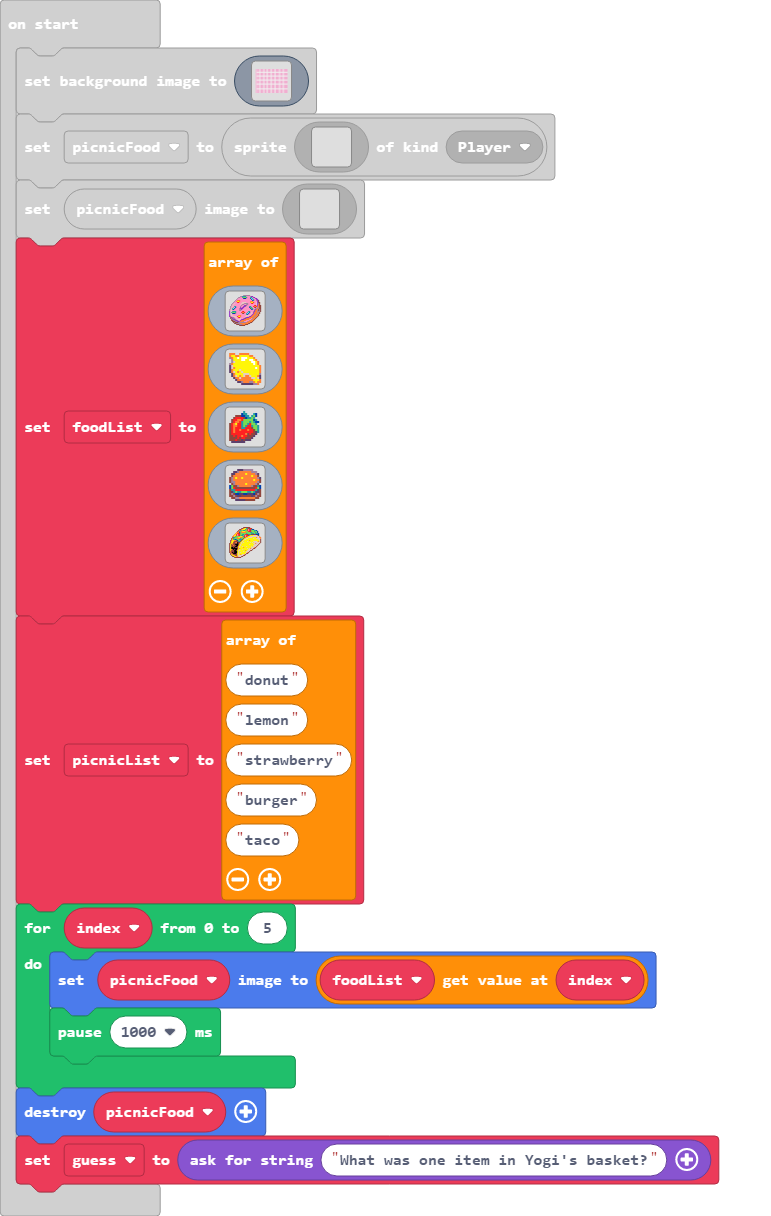 on start
set background image to
set picnicFood to sprite of kind Player
set picnicFood image to
array of
set foodList to
array of
"donut"
"lemon"
"strawberry"
set picnicList to
"burger"
"taco"
for index from 0 to 5
do
set picnicFood image to foodList get value at index
pause 1000 ms
destroy picnicFood
set guess to ask for string "What was one item in Yogi's basket?"